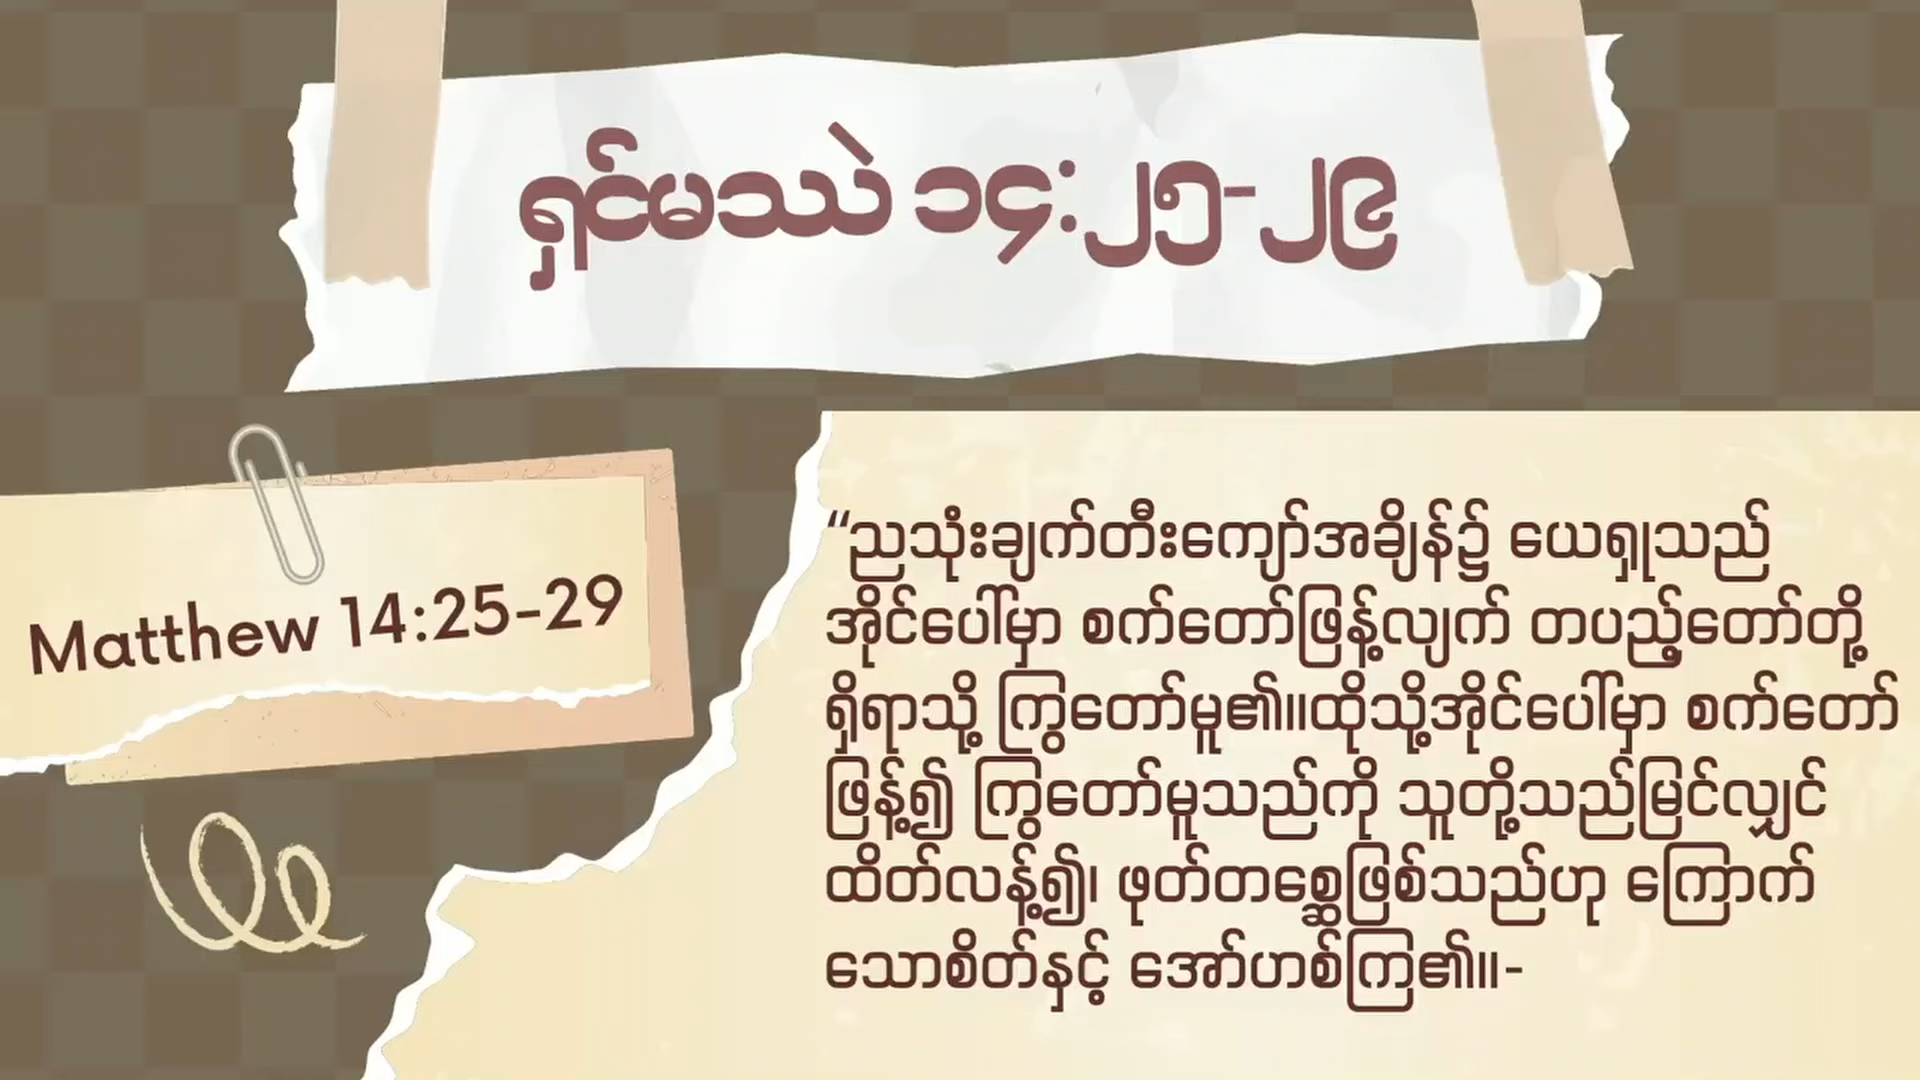 ရှင်မဿဲ ၁၄:၂၅-၂၉
Matthew 14:25-29
“ညသုံးချက်တီးကျော်အချိန်၌ ယေရှုသည်
အိုင်ပေါ်မှာ စက်တော်ဖြန့်လျက် တပည့်တော်တို့
ရှိရာသို့ ကြွတော်မူ၏။ထိုသို့အိုင်ပေါ်မှာ စက်တော်
ဖြန့်၍ ကြွတော်မူသည်ကို သူတို့သည်မြင်လျှင်
ထိတ်လန့်၍၊ ဖုတ်တစ္ဆေဖြစ်သည်ဟု ကြောက်
သောစိတ်နှင့် အော်ဟစ်ကြ၏။-